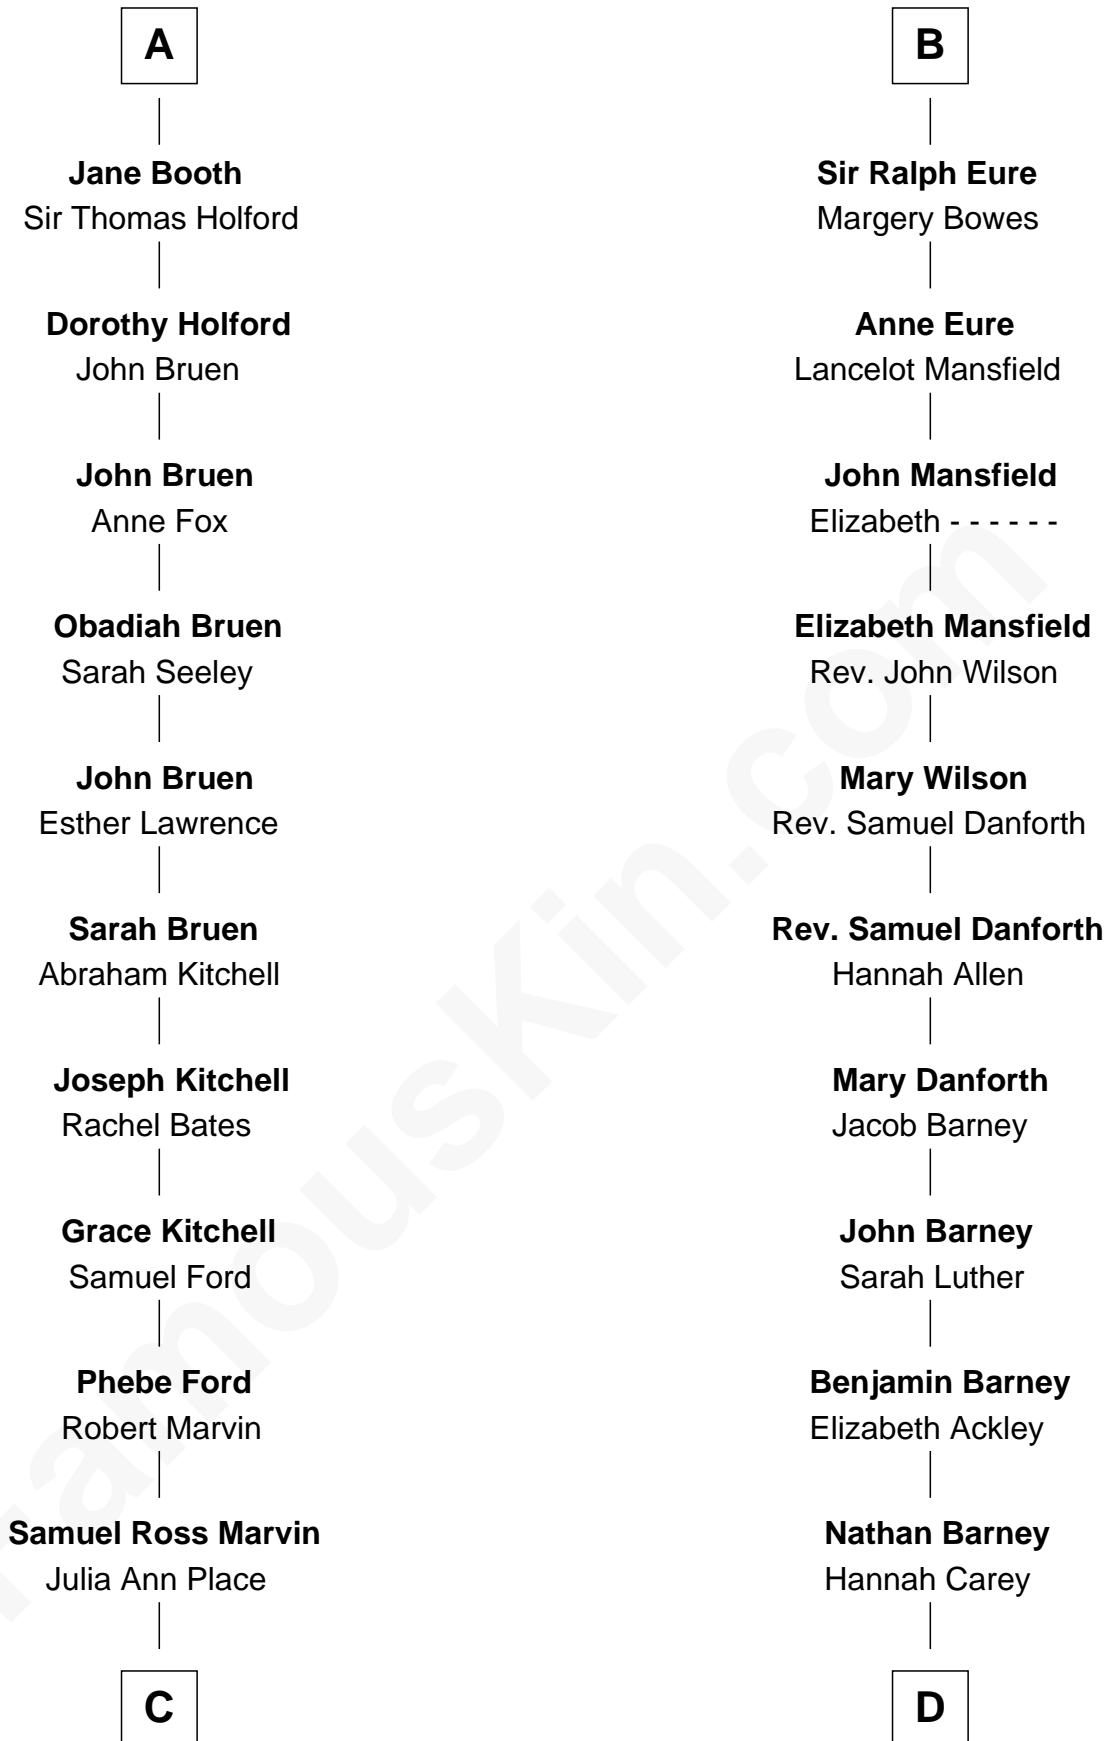 A
Jane Booth
Sir Thomas Holford
Dorothy Holford
John Bruen
John Bruen
Anne Fox
Obadiah Bruen
Sarah Seeley
John Bruen
Esther Lawrence
Sarah Bruen
Abraham Kitchell
Joseph Kitchell
Rachel Bates
Grace Kitchell
Samuel Ford
Phebe Ford
Robert Marvin
Samuel Ross Marvin
Julia Ann Place
C
B
Sir Ralph Eure
Margery Bowes
Anne Eure
Lancelot Mansfield
John Mansfield
Elizabeth - - - - - -
Elizabeth Mansfield
Rev. John Wilson
Mary Wilson
Rev. Samuel Danforth
Rev. Samuel Danforth
Hannah Allen
Mary Danforth
Jacob Barney
John Barney
Sarah Luther
Benjamin Barney
Elizabeth Ackley
Nathan Barney
Hannah Carey
D
FamousKin.com